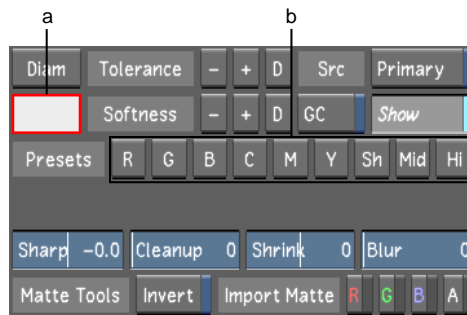 a b
Diam Tolerance - + D Src Primary
Softness - + D GC Show
Presets R G B C M Y Sh Mid Hi
Sharp -0.0 Cleanup 0 Shrink 0 Blur 0
Matte Tools Invert Import Matte R G B A